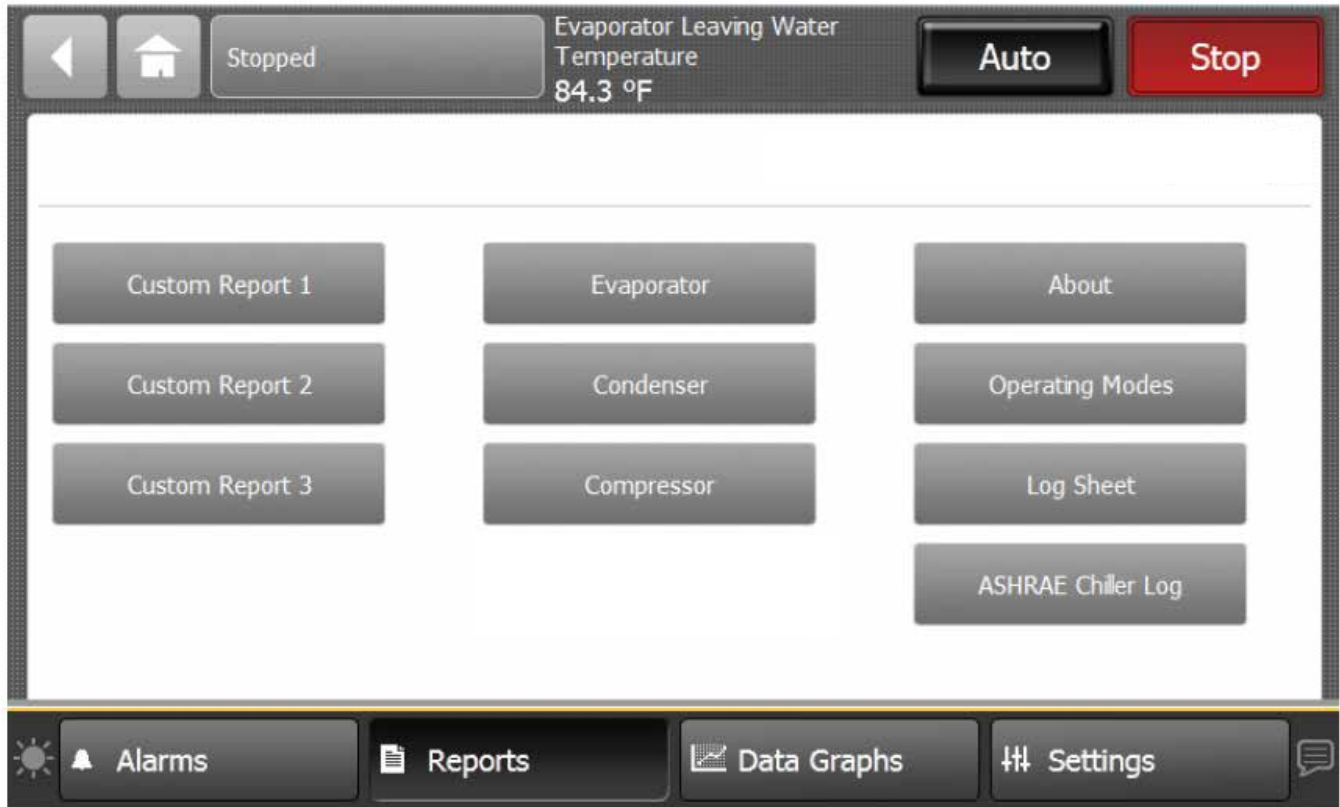 Stopped
Evaporator Leaving Water
Temperature
84.3 °F
Auto
Stop
Custom Report 1
Evaporator
About
Custom Report 2
Condenser
Operating Modes
Custom Report 3
Compressor
Log Sheet
ASHRAE Chiller Log
Alarms
Reports
Data Graphs
Settings